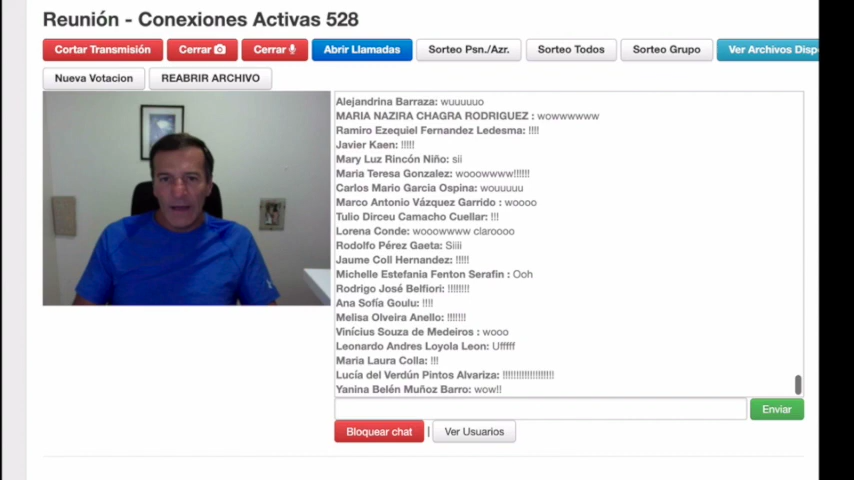 Reunión - Conexiones Activas 528
Cortar Transmisión Cerrar Cerrar Abrir Llamadas Sorteo Psn./Azr. Sorteo Todos Sorteo Grupo Ver Archivos Disp
Nueva Votacion REABRIR ARCHIVO
Alejandrina Barraza: wuuuuuo
MARIA NAZIRA CHAGRA RODRIGUEZ : wowwwwww
Ramiro Ezequiel Fernandez Ledesma: !!!!
Javier Kaen: !!!!!
Mary Luz Rincón Niño: sii
Maria Teresa Gonzalez: wooowwww!!!!!!
Carlos Mario Garcia Ospina: wouuuuu
Marco Antonio Vázquez Garrido : woooo
Tulio Dirceu Camacho Cuellar: !!!
Lorena Conde: wooowwww claroooo
Rodolfo Pérez Gaeta: Siiii
Jaume Coll Hernandez: !!!!!
Michelle Estefania Fenton Serafin : Ooh
Rodrigo José Belfiori: !!!!!!!!
Ana Sofía Goulu: !!!!
Melisa Olveira Anello: !!!!!!!
Vinícius Souza de Medeiros : wooo
Leonardo Andres Loyola Leon: Ufffff
Maria Laura Colla: !!!
Lucía del Verdún Pintos Alvariza: !!!!!!!!!!!!!!!!!!!
Yanina Belén Muñoz Barro: wow!!
Enviar
Bloquear chat | Ver Usuarios